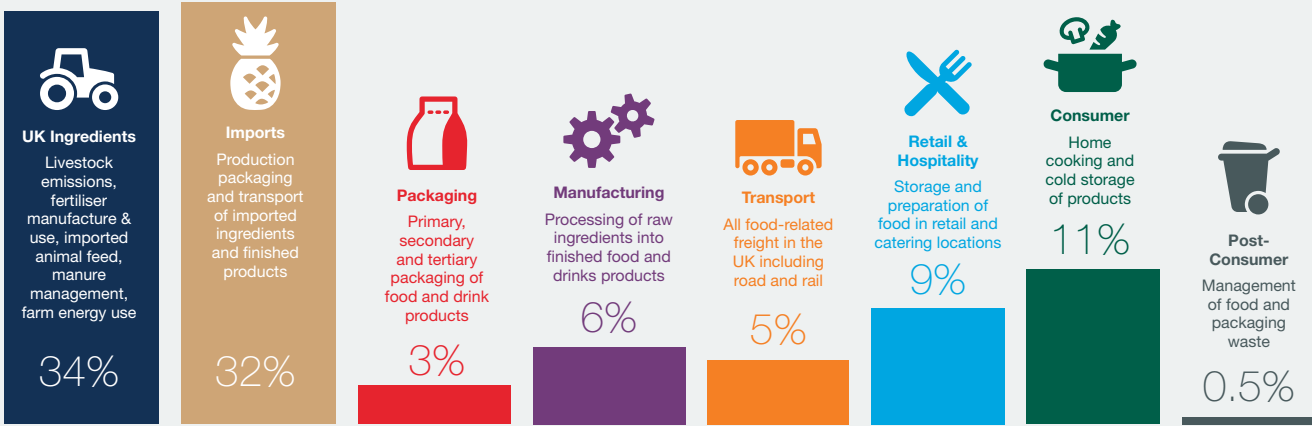 UK Ingredients
Livestock
emissions,
fertiliser
manufacture &
use, imported
animal feed,
manure
management,
farm energy use
34%
Imports
Production
packaging
and transport
of imported
ingredients
and finished
products
32%
Packaging
Primary,
secondary
and tertiary
packaging of
food and drink
products
3%
Manufacturing
Processing of raw
ingredients into
finished food and
drinks products
6%
Transport
All food-related
freight in the
UK including
road and rail
5%
Retail &
Hospitality
Storage and
preparation of
food in retail and
catering locations
9%
Consumer
Home
cooking and
cold storage
of products
11%
Post-
Consumer
Management
of food and
packaging
waste
0.5%